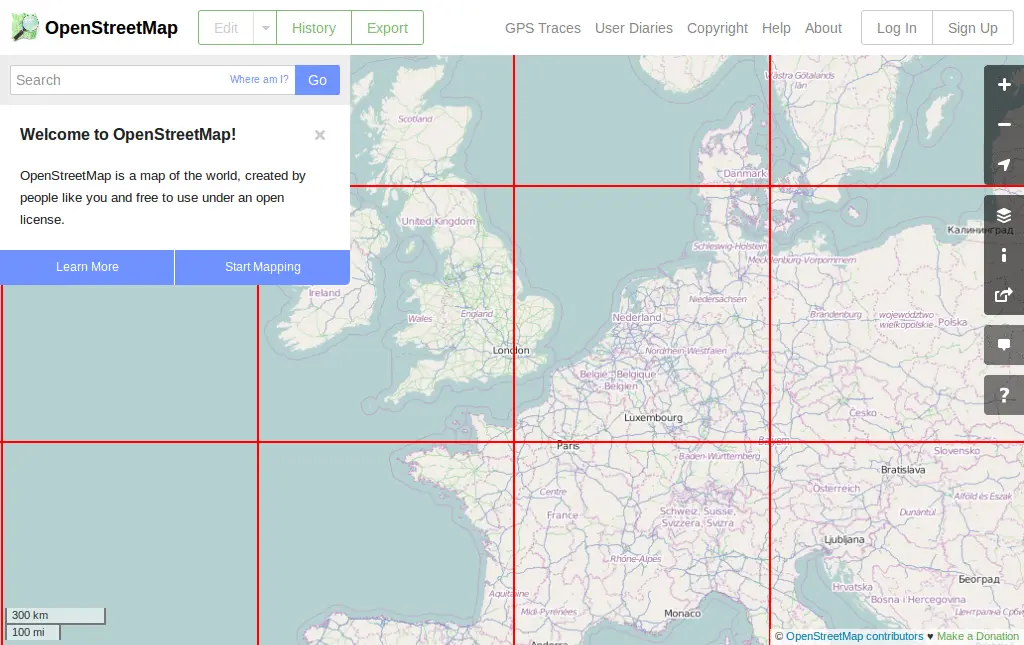 OpenStreetMap
Edit
History
Export
GPS Traces
User Diaries
Copyright
Help
About
Log In
Sign Up
Search
Where am I?
Go
Welcome to OpenStreetMap!
×
OpenStreetMap is a map of the world, created by
people like you and free to use under an open
license.
Learn More
Start Mapping
Västra Götalands
län
Scotland
Danmark
United Kingdom
Калининград
Schleswig-Holstein
Mecklenburg-Vorpommern
Ireland
Niedersachsen
Wales
England
Nederland
Brandenburg
województwo
wielkopolskie
Polska
London
Nordrhein-Westfalen
België - Belgique
Belgien
Luxembourg
Česko
Paris
Bayern
Baden-Württemberg
Slovensko
Bratislava
Centre
Österreich
Alföld és Észak
France
Schweiz, Suisse,
Svizzera, Svizra
Dunántúl
Ljubljana
Rhône-Alpes
Београд
Aquitaine
Hrvatska
Bosna i Hercegovina
Midi-Pyrénées
Monaco
Централна Срб
Andorra
300 km
100 mi
© OpenStreetMap contributors ♥ Make a Donation
?